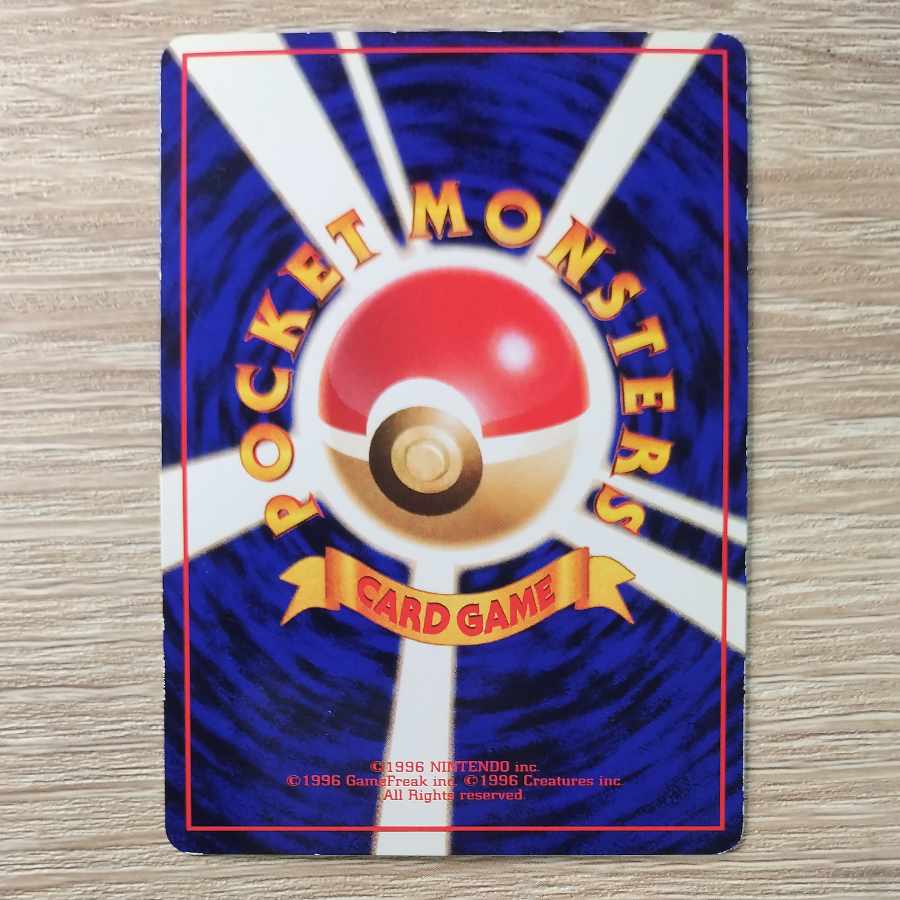 POCKET MONSTERS
CARD GAME
©1996 NINTENDO inc.
©1996 GameFreak inc. ©1996 Creatures inc.
All Rights reserved.